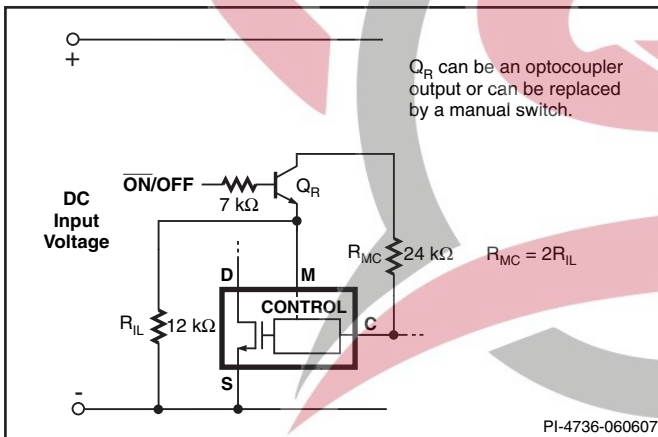 +
Q_R can be an optocoupler
output or can be replaced
by a manual switch.
O̅N̅/OFF
Q_R
7 kΩ
DC
Input
Voltage
R_MC
24 kΩ
R_MC = 2R_IL
D
M
CONTROL
C
R_IL
12 kΩ
S
-
PI-4736-060607